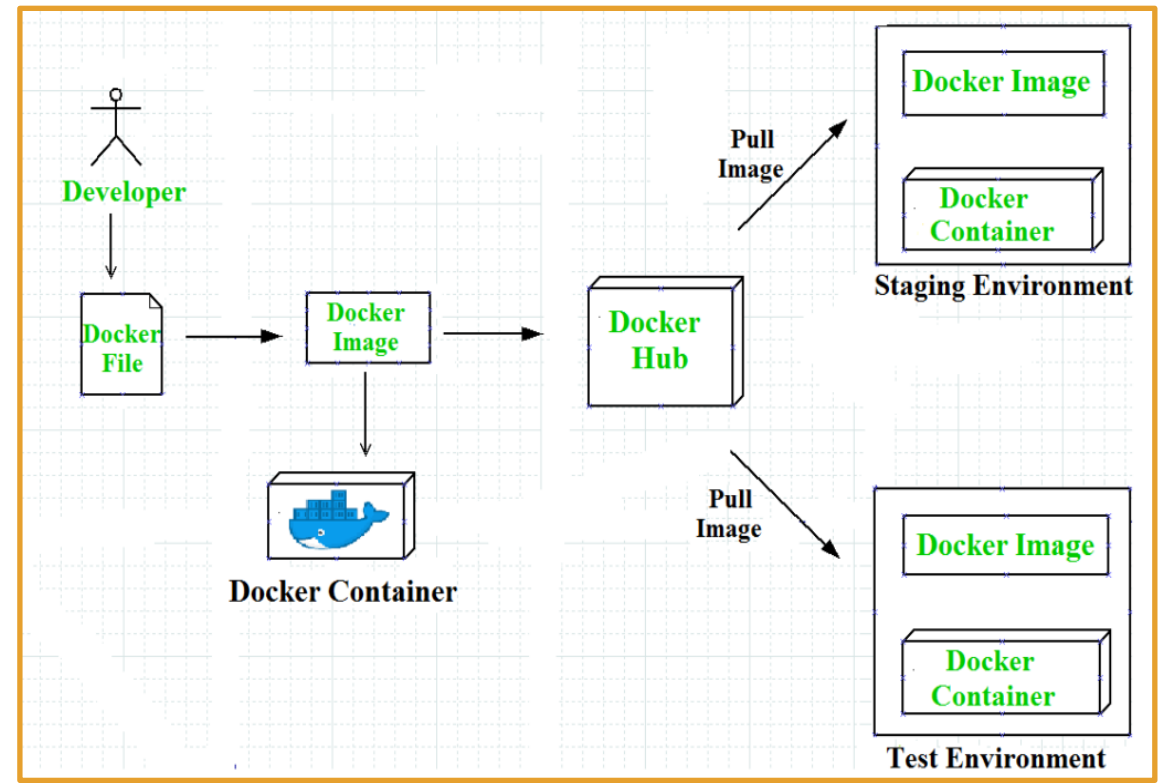 Developer
Docker
File
Docker
Image
Docker Container
Docker
Hub
Pull
Image
Docker Image
Docker
Container
Staging Environment
Pull
Image
Docker Image
Docker
Container
Test Environment